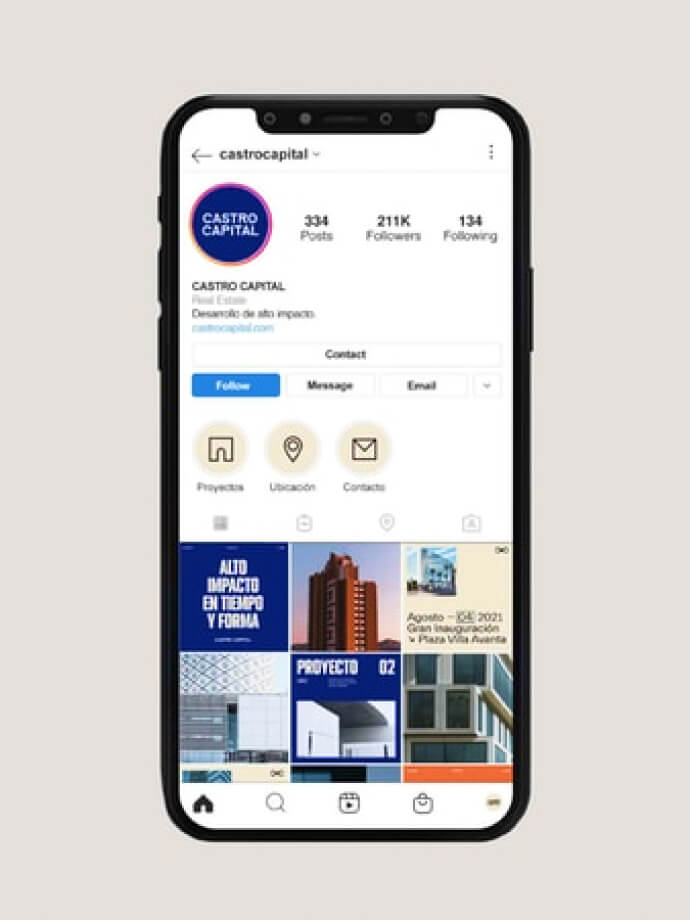 castrocapital
CASTRO
CAPITAL
334
Posts
211K
Followers
134
Following
CASTRO CAPITAL
Real Estate
Desarrollo de alto impacto.
castrocapital.com
Contact
Follow
Message
Email
Proyectos
Ubicación
Contacto
ALTO
IMPACTO
EN TIEMPO
Y FORMA
CASTRO CAPITAL
Agosto — 04 2021
Gran Inauguración
↘ Plaza Villa Avanta
PROYECTO 02